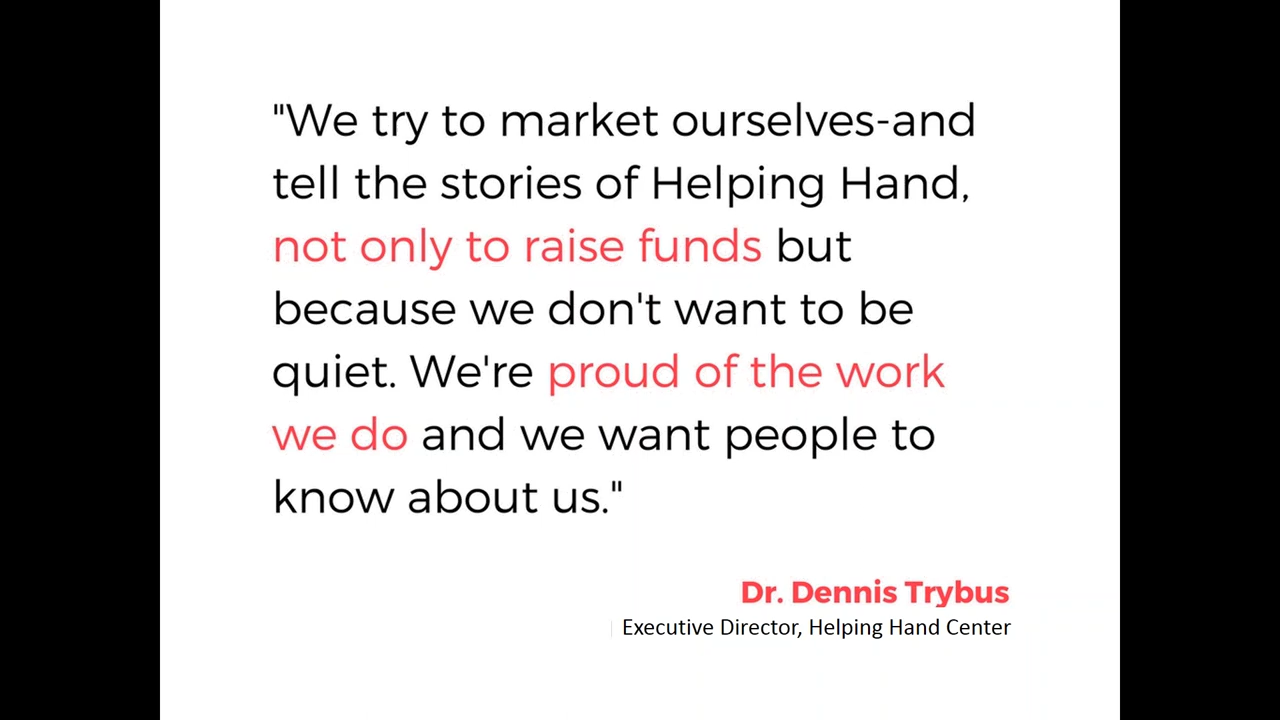 "We try to market ourselves-and
tell the stories of Helping Hand,
not only to raise funds but
because we don't want to be
quiet. We're proud of the work
we do and we want people to
know about us."
Dr. Dennis Trybus
Executive Director, Helping Hand Center